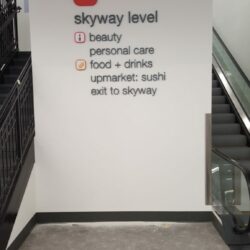 skyway level
beauty
personal care
food + drinks
upmarket: sushi
exit to skyway